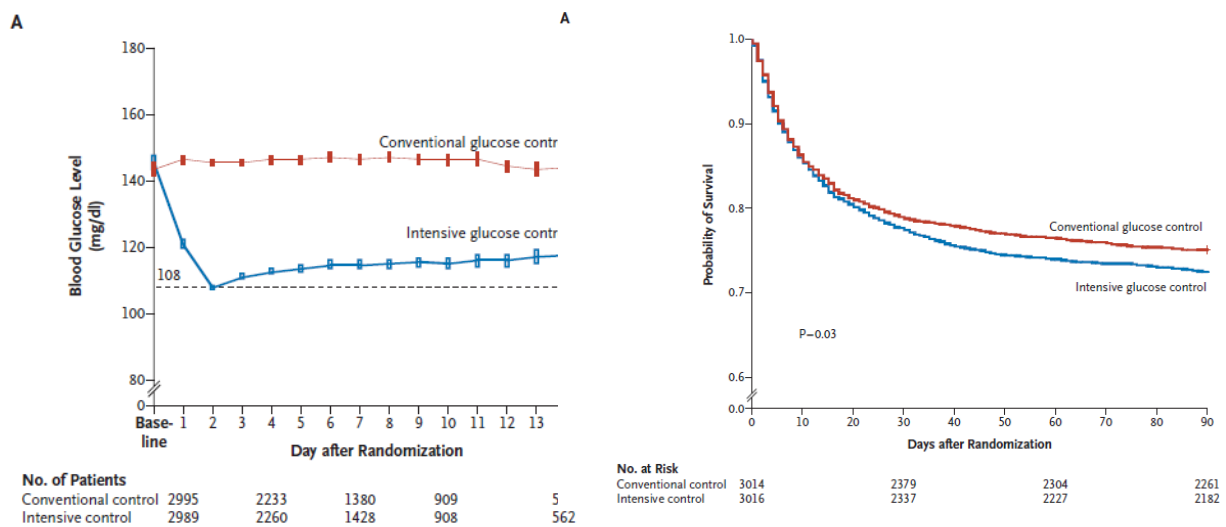 A
180
160
140
120
100
80
0
Blood Glucose Level
(mg/dl)
Conventional glucose contr
Intensive glucose cont
108
Base-
line
1 2 3 4 5 6 7 8 9 10 11 12 13
Day after Randomization
No. of Patients
Conventional control 2995 2233 1380 909 5
Intensive control 2989 2260 1428 908 562
A
1.0
0.9
0.8
0.7
0.6
0.0
Probability of Survival
Conventional glucose control
Intensive glucose control
P=0.03
0 10 20 30 40 50 60 70 80 90
Days after Randomization
No. at Risk
Conventional control 3014 2379 2304 2261
Intensive control 3016 2337 2227 2182